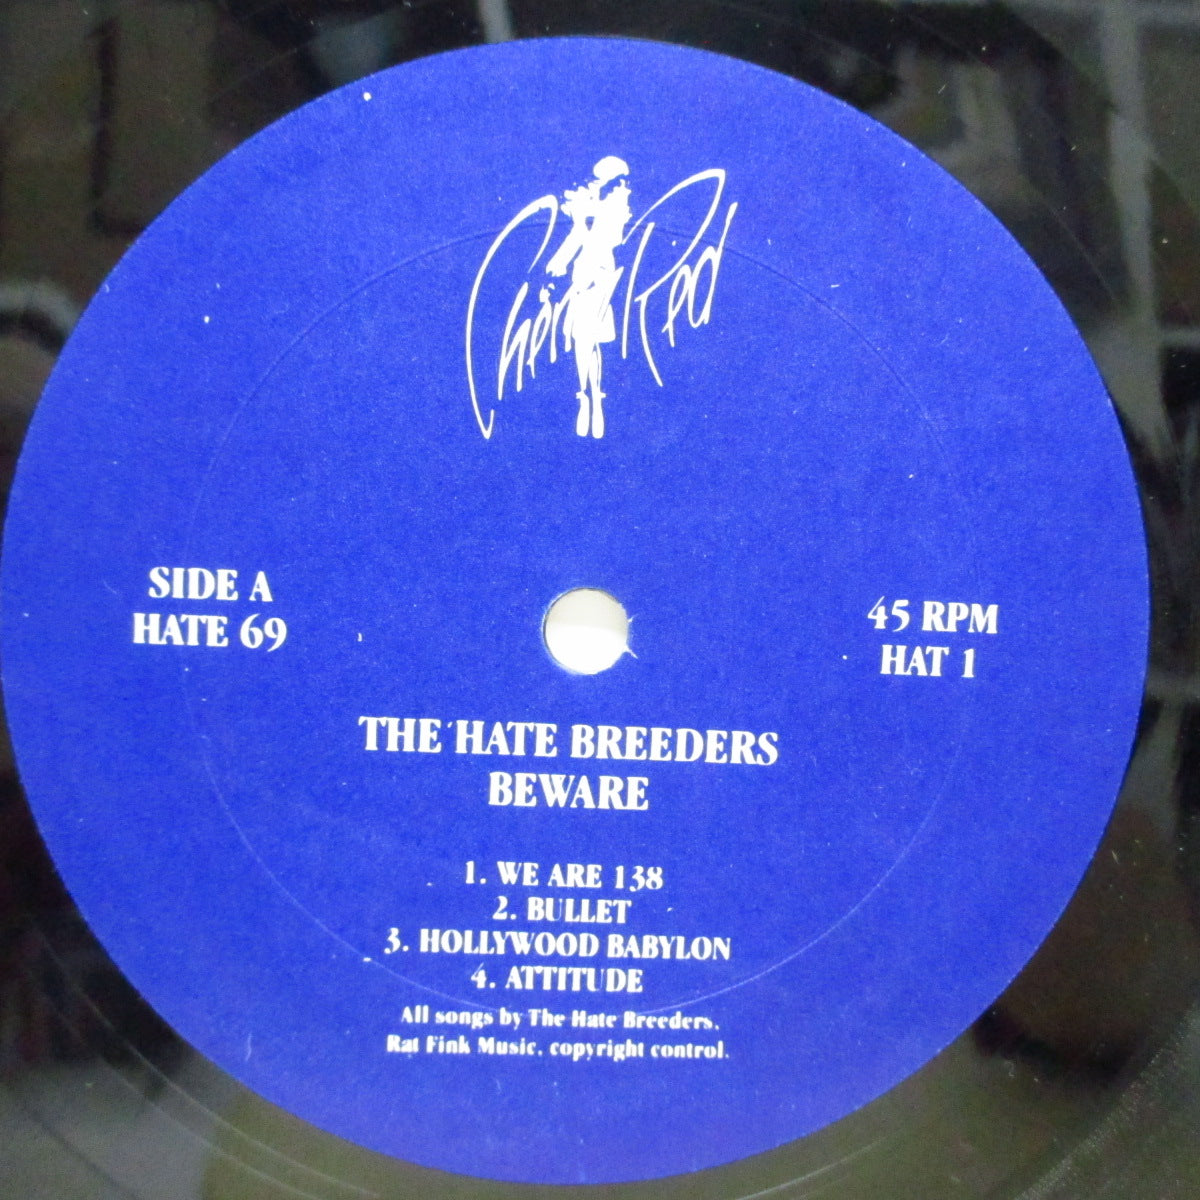 Cherry Red
SIDE A
HATE 69
45 RPM
HAT 1
THE HATE BREEDERS
BEWARE
1. WE ARE 138
2. BULLET
3. HOLLYWOOD BABYLON
4. ATTITUDE
All songs by The Hate Breeders.
Rat Fink Music. copyright control.